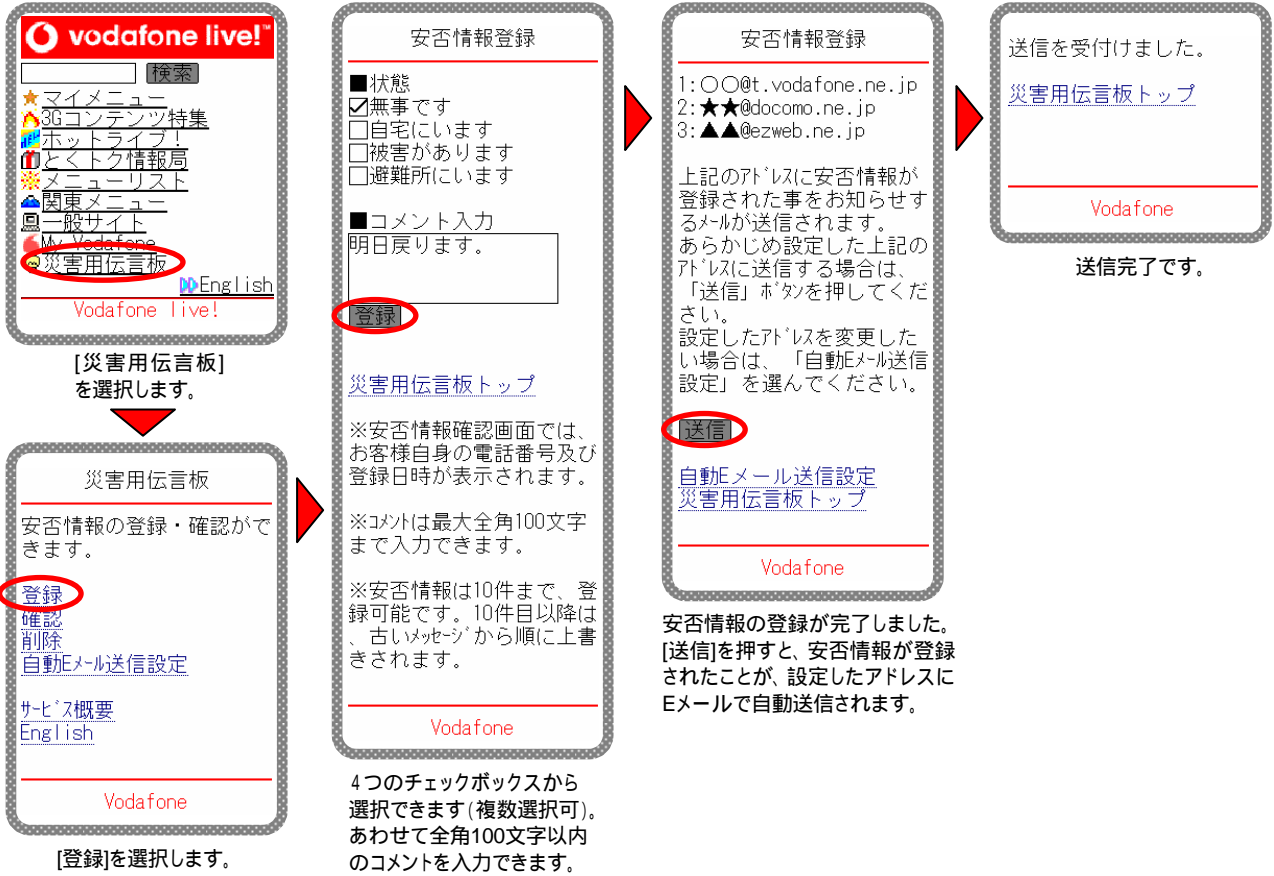 vodafone live!™
検索
マイメニュー
3Gコンテンツ特集
ホットライブ！
とくトク情報局
メニューリスト
関東メニュー
一般サイト
My Vodafone
災害用伝言板
English
Vodafone live!
[災害用伝言板]
を選択します。
災害用伝言板
安否情報の登録・確認がで
きます。
登録
確認
削除
自動Eﾒｰﾙ送信設定
ｻｰﾋﾞｽ概要
English
Vodafone
[登録]を選択します。
安否情報登録
■状態
☑無事です
□自宅にいます
□被害があります
□避難所にいます
■コメント入力
明日戻ります。
登録
災害用伝言板トップ
※安否情報確認画面では、
お客様自身の電話番号及び
登録日時が表示されます。
※ｺﾒﾝﾄは最大全角100文字
まで入力できます。
※安否情報は10件まで、登
録可能です。10件目以降は
、古いﾒｯｾｰｼﾞから順に上書
きされます。
Vodafone
4つのチェックボックスから
選択できます(複数選択可)。
あわせて全角100文字以内
のコメントを入力できます。
安否情報登録
1:○○@t.vodafone.ne.jp
2:★★@docomo.ne.jp
3:▲▲@ezweb.ne.jp
上記のｱﾄﾞﾚｽに安否情報が
登録された事をお知らせす
るﾒｰﾙが送信されます。
あらかじめ設定した上記の
ｱﾄﾞﾚｽに送信する場合は、
「送信」ﾎﾞﾀﾝを押してくだ
さい。
設定したｱﾄﾞﾚｽを変更した
い場合は、「自動Eﾒｰﾙ送信
設定」を選んでください。
送信
自動Eメール送信設定
災害用伝言板トップ
Vodafone
安否情報の登録が完了しました。
[送信]を押すと、安否情報が登録
されたことが、設定したアドレスに
Eメールで自動送信されます。
送信を受付けました。
災害用伝言板トップ
Vodafone
送信完了です。